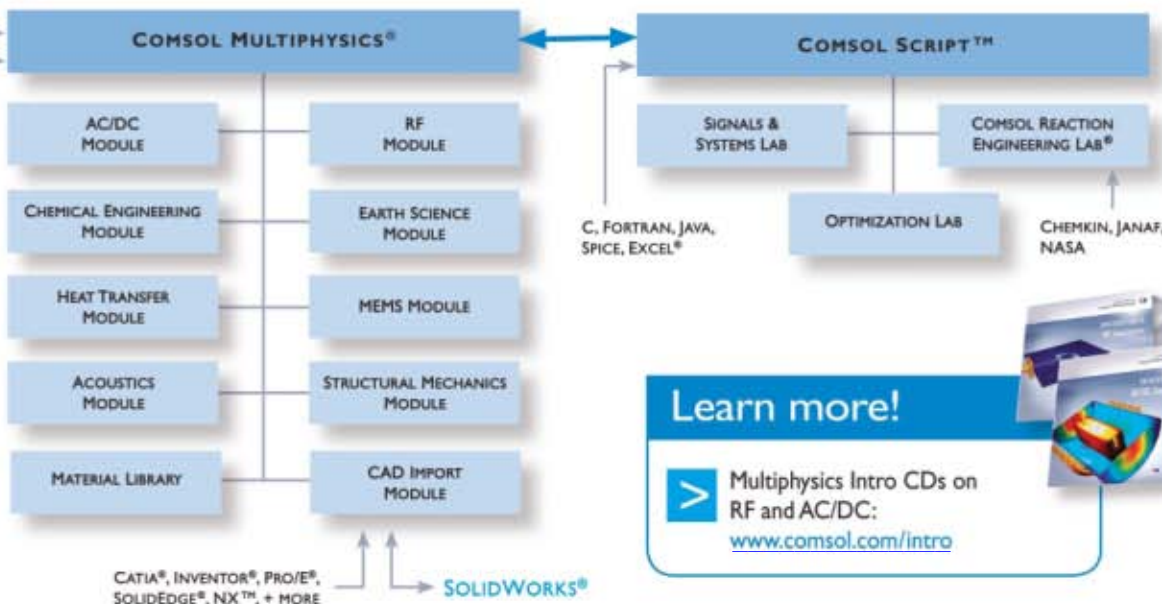 COMSOL MULTIPHYSICS®
COMSOL SCRIPT™
AC/DC
MODULE
RF
MODULE
CHEMICAL ENGINEERING
MODULE
EARTH SCIENCE
MODULE
HEAT TRANSFER
MODULE
MEMS MODULE
ACOUSTICS
MODULE
STRUCTURAL MECHANICS
MODULE
MATERIAL LIBRARY
CAD IMPORT
MODULE
CATIA®, INVENTOR®, PRO/E®,
SOLIDEDGE®, NX™, + MORE
SOLIDWORKS®
SIGNALS &
SYSTEMS LAB
COMSOL REACTION
ENGINEERING LAB®
OPTIMIZATION LAB
C, FORTRAN, JAVA,
SPICE, EXCEL®
CHEMKIN, JANAF,
NASA
Learn more!
> Multiphysics Intro CDs on
RF and AC/DC:
www.comsol.com/intro